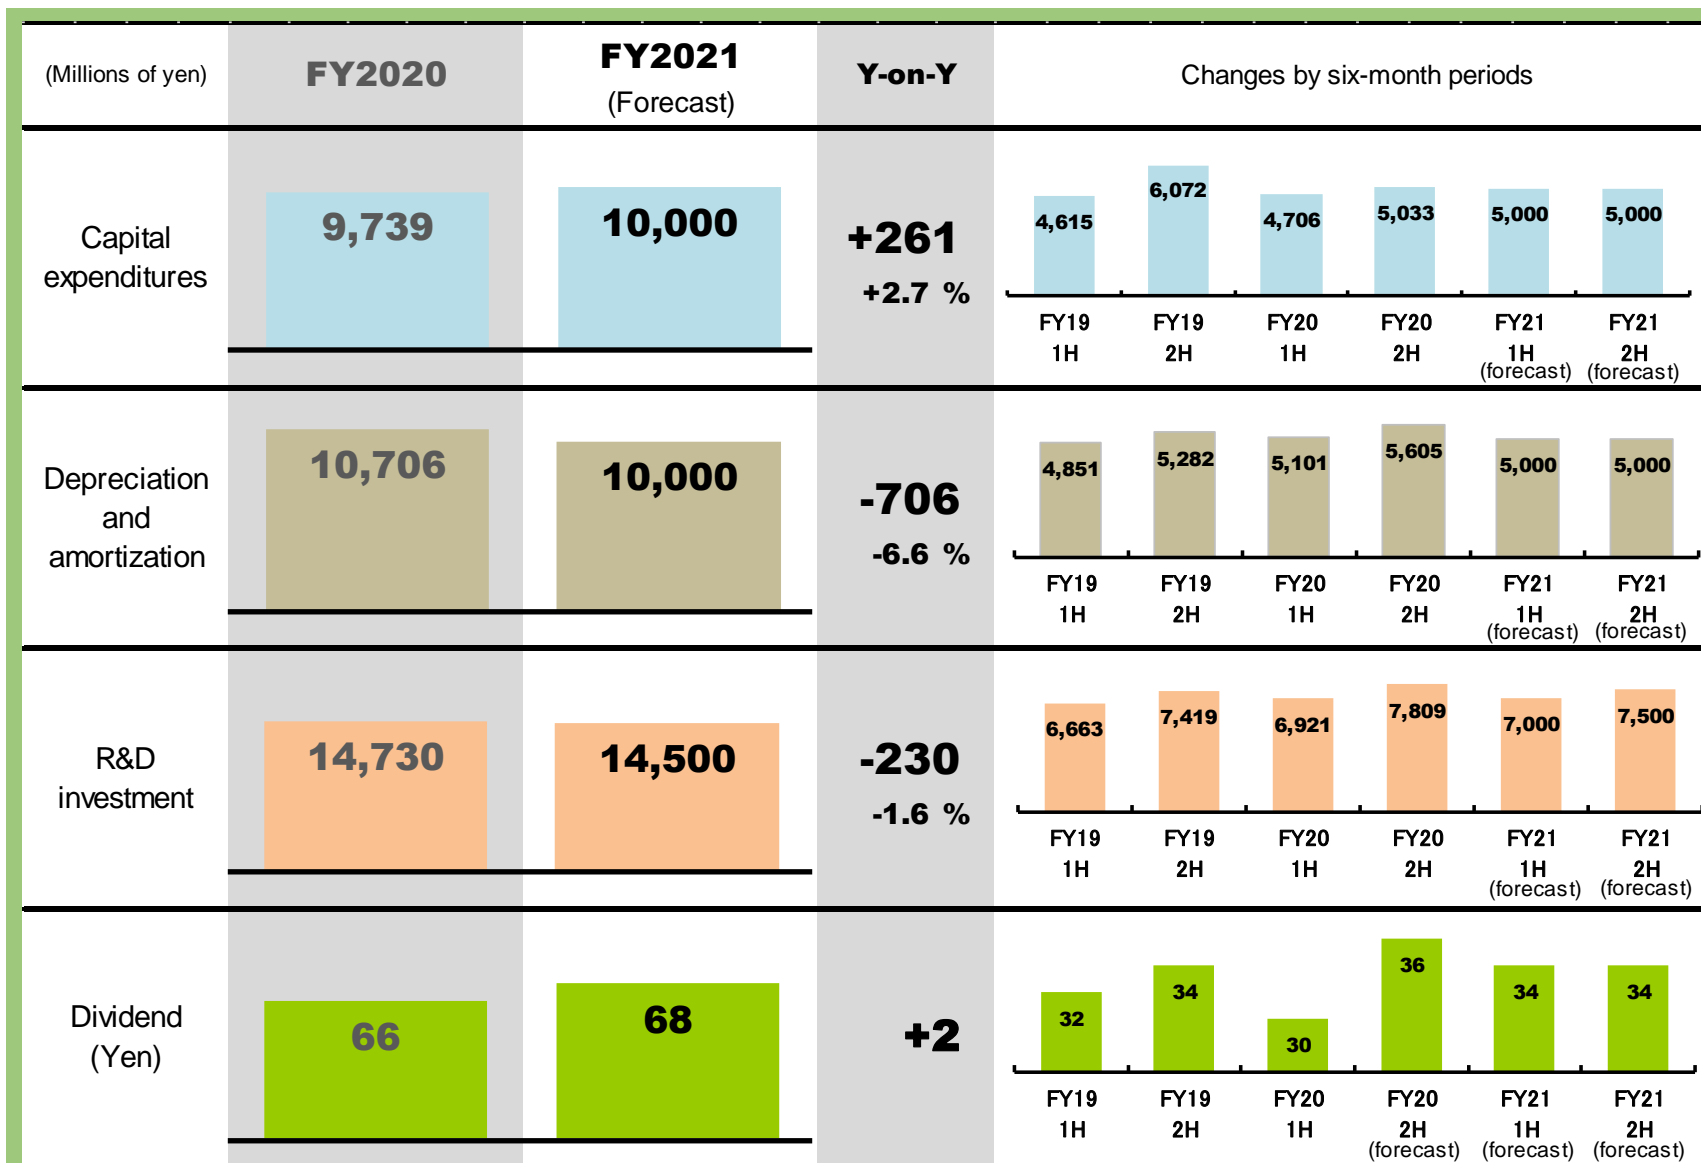 (Millions of yen)
FY2020
FY2021
(Forecast)
Y-on-Y
Changes by six-month periods
Capital
expenditures
9,739
10,000
+261
+2.7 %
4,615
6,072
4,706
5,033
5,000
5,000
FY19
1H
FY19
2H
FY20
1H
FY20
2H
FY21
1H
(forecast)
FY21
2H
(forecast)
Depreciation
and
amortization
10,706
10,000
-706
-6.6 %
4,851
5,282
5,101
5,605
5,000
5,000
FY19
1H
FY19
2H
FY20
1H
FY20
2H
FY21
1H
(forecast)
FY21
2H
(forecast)
R&D
investment
14,730
14,500
-230
-1.6 %
6,663
7,419
6,921
7,809
7,000
7,500
FY19
1H
FY19
2H
FY20
1H
FY20
2H
FY21
1H
(forecast)
FY21
2H
(forecast)
Dividend
(Yen)
66
68
+2
32
34
30
36
34
34
FY19
1H
FY19
2H
FY20
1H
FY20
2H
(forecast)
FY21
1H
(forecast)
FY21
2H
(forecast)